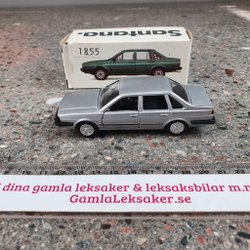 Santana.
1855
i dina gamla leksaker & leksaksbilar m.m
GamlaLeksaker.se